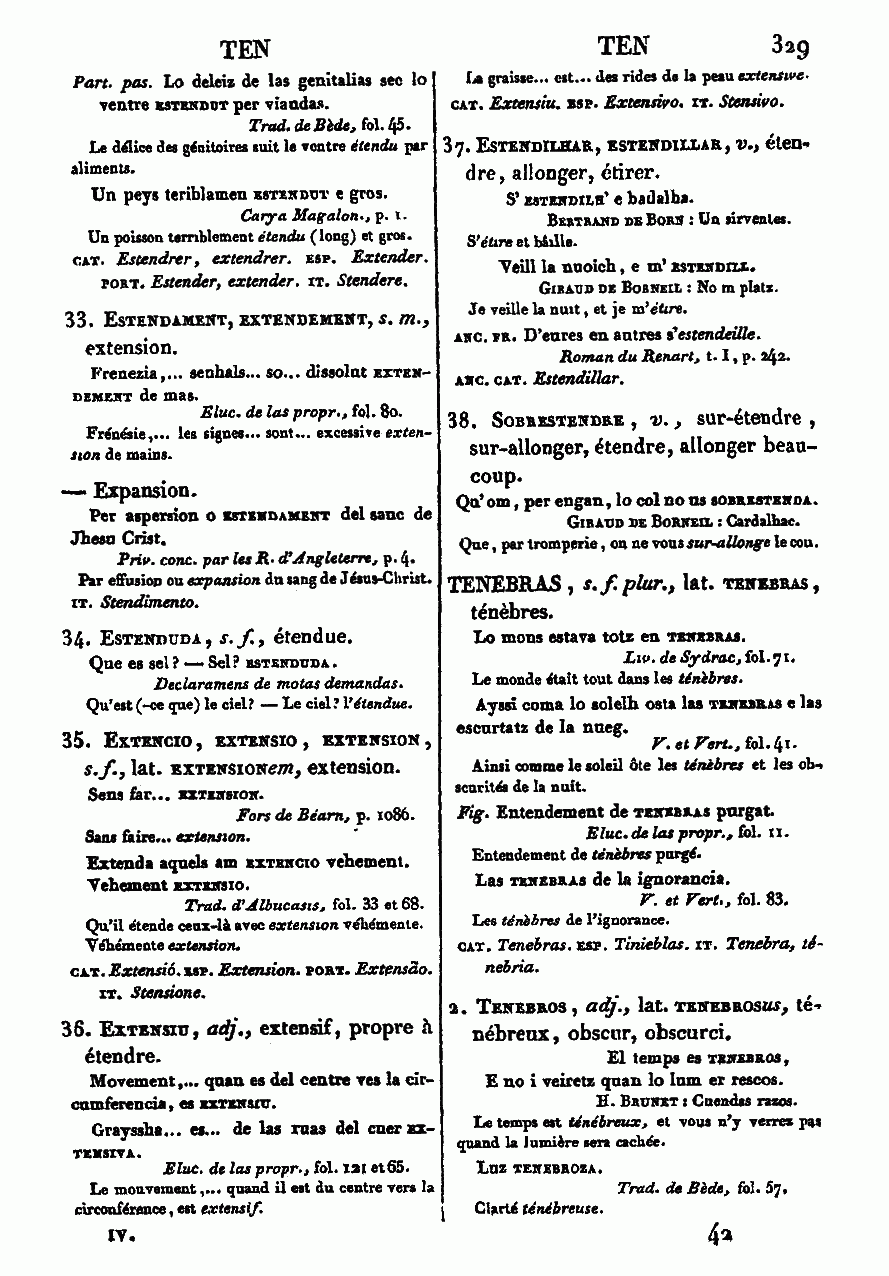 TEN
TEN 329
Part. pas. Lo deleiz de las genitalias sec lo
ventre ESTENDUT per viandas.
Trad. de Bède, fol. 45.
Le délice des génitoires suit le ventre étendu par
aliments.
Un peys teriblamen ESTENDUT e gros.
Carya Magalon., p. 1.
Un poisson terriblement étendu (long) et gros.
CAT. Estendrer, extendrer. ESP. Extender.
PORT. Estender, extender. IT. Stendere.
33. ESTENDAMENT, EXTENDEMENT, s. m.,
extension.
Frenezia,... senhals... so... dissolut EXTEN-
DEMENT de mas.
Eluc. de las propr., fol. 80.
Frénésie,... les signes... sont... excessive exten-
sion de mains.
— Expansion.
Per aspersion o ESTENDAMENT del sanc de
Jhesu Crist.
Priv. conc. par les R. d'Angleterre, p. 4.
Par effusion ou expansion du sang de Jésus-Christ.
IT. Stendimento.
34. ESTENDUDA, s. f., étendue.
Que es sel? — Sel? ESTENDUDA.
Declaramens de motas demandas.
Qu'est (-ce que) le ciel? — Le ciel? l'étendue.
35. EXTENCIO, EXTENSIO, EXTENSION,
s. f., lat. EXTENSIONem, extension.
Sens far... EXTENSION.
Fors de Béarn, p. 1086.
Sans faire... extension.
Extenda aquels am EXTENCIO vehement.
Vehement EXTENSIO.
Trad. d'Albucasis, fol. 33 et 68.
Qu'il étende ceux-là avec extension véhémente.
Véhémente extension.
CAT. Extensió. ESP. Extension. PORT. Extensão.
IT. Stensione.
36. EXTENSIU, adj., extensif, propre à
étendre.
Movement,... quan es del centre ves la cir-
cumferencia, es EXTENSIU.
Grayssha... es... de las ruas del cuer EX-
TENSIVA.
Eluc. de las propr., fol. 121 et 65.
Le mouvement,... quand il est du centre vers la
circonférence, est extensif.
IV.
La graisse... est... des rides de la peau extensive.
CAT. Extensiu. ESP. Extensivo. IT. Stensivo.
37. ESTENDILHAR, ESTENDILLAR, v., éten-
dre, allonger, étirer.
S' ESTENDILH' e badalha.
BERTRAND DE BORN : Un sirventes.
S'étire et bâille.
Veill la nuoich, e m' ESTENDILL.
GIRAUD DE BORNEIL : No m platz.
Je veille la nuit, et je m'étire.
ANC. FR. D'eures en autres s'estendeille.
Roman du Renart, t. I, p. 242.
ANC. CAT. Estendillar.
38. SOBRESTENDRE, v., sur-étendre,
sur-allonger, étendre, allonger beau-
coup.
Qu'om, per engan, lo col no us SOBRESTENDA.
GIRAUD DE BORNEIL : Cardalhac.
Que, par tromperie, on ne vous sur-allonge le cou.
TENEBRAS, s. f. plur., lat. TENEBRAS,
ténèbres.
Lo mons estava totz en TENEBRAS.
Liv. de Sydrac, fol. 71.
Le monde était tout dans les ténèbres.
Ayssi coma lo solelh osta las TENEBRAS e las
escurtatz de la nueg.
V. et Vert., fol. 41.
Ainsi comme le soleil ôte les ténèbres et les ob-
scurités de la nuit.
Fig. Entendement de TENEBRAS purgat.
Eluc. de las propr., fol. 11.
Entendement de ténèbres purgé.
Las TENEBRAS de la ignorancia.
V. et Vert., fol. 83.
Les ténèbres de l'ignorance.
CAT. Tenebras. ESP. Tinieblas. IT. Tenebra, té-
nebria.
2. TENEBROS, adj., lat. TENEBROSUS, té-
nébreux, obscur, obscurci.
El temps es TENEBROS,
E no i veiretz quan lo lum er rescos.
H. BRUNET : Cuendas razos.
Le temps est ténébreux, et vous n'y verrez pas
quand la lumière sera cachée.
Luz TENEBROZA.
Trad. de Bède, fol. 57.
Clarté ténébreuse.
42